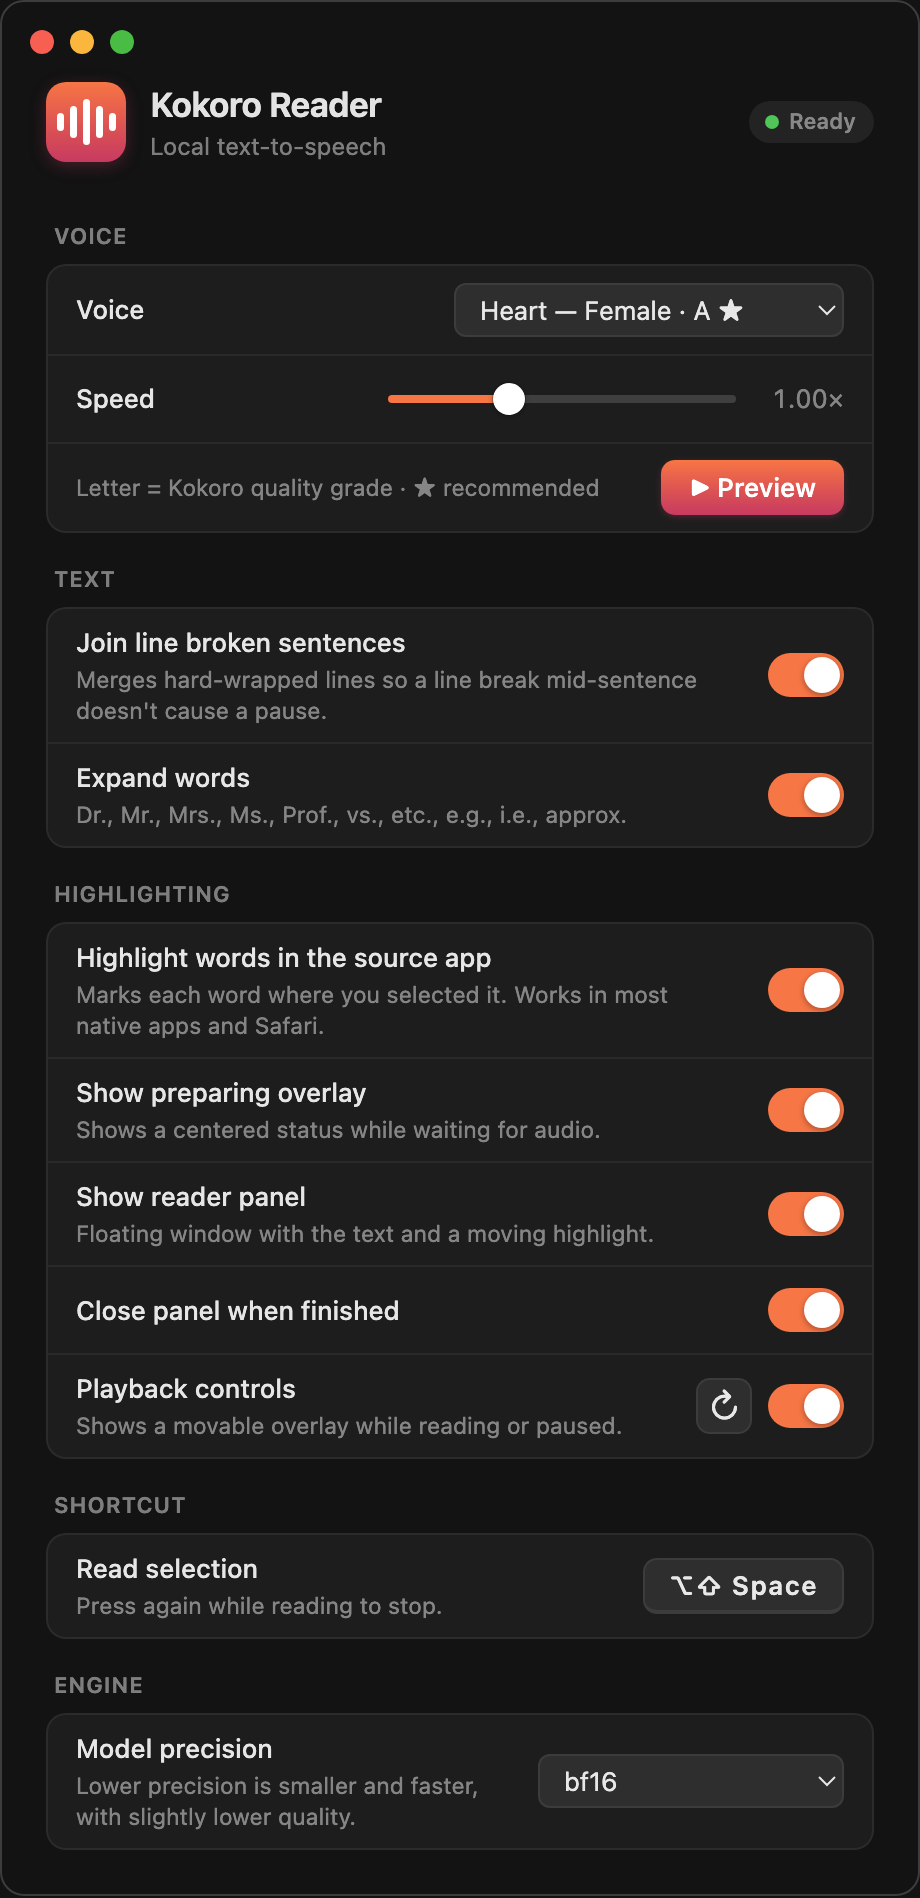 Kokoro Reader
Local text-to-speech
Ready
VOICE
Voice
Heart — Female · A ★
Speed
1.00×
Letter = Kokoro quality grade · ★ recommended
▶ Preview
TEXT
Join line broken sentences
Merges hard-wrapped lines so a line break mid-sentence
doesn't cause a pause.
Expand words
Dr., Mr., Mrs., Ms., Prof., vs., etc., e.g., i.e., approx.
HIGHLIGHTING
Highlight words in the source app
Marks each word where you selected it. Works in most
native apps and Safari.
Show preparing overlay
Shows a centered status while waiting for audio.
Show reader panel
Floating window with the text and a moving highlight.
Close panel when finished
Playback controls
Shows a movable overlay while reading or paused.
SHORTCUT
Read selection
Press again while reading to stop.
⌥⇧ Space
ENGINE
Model precision
Lower precision is smaller and faster,
with slightly lower quality.
bf16